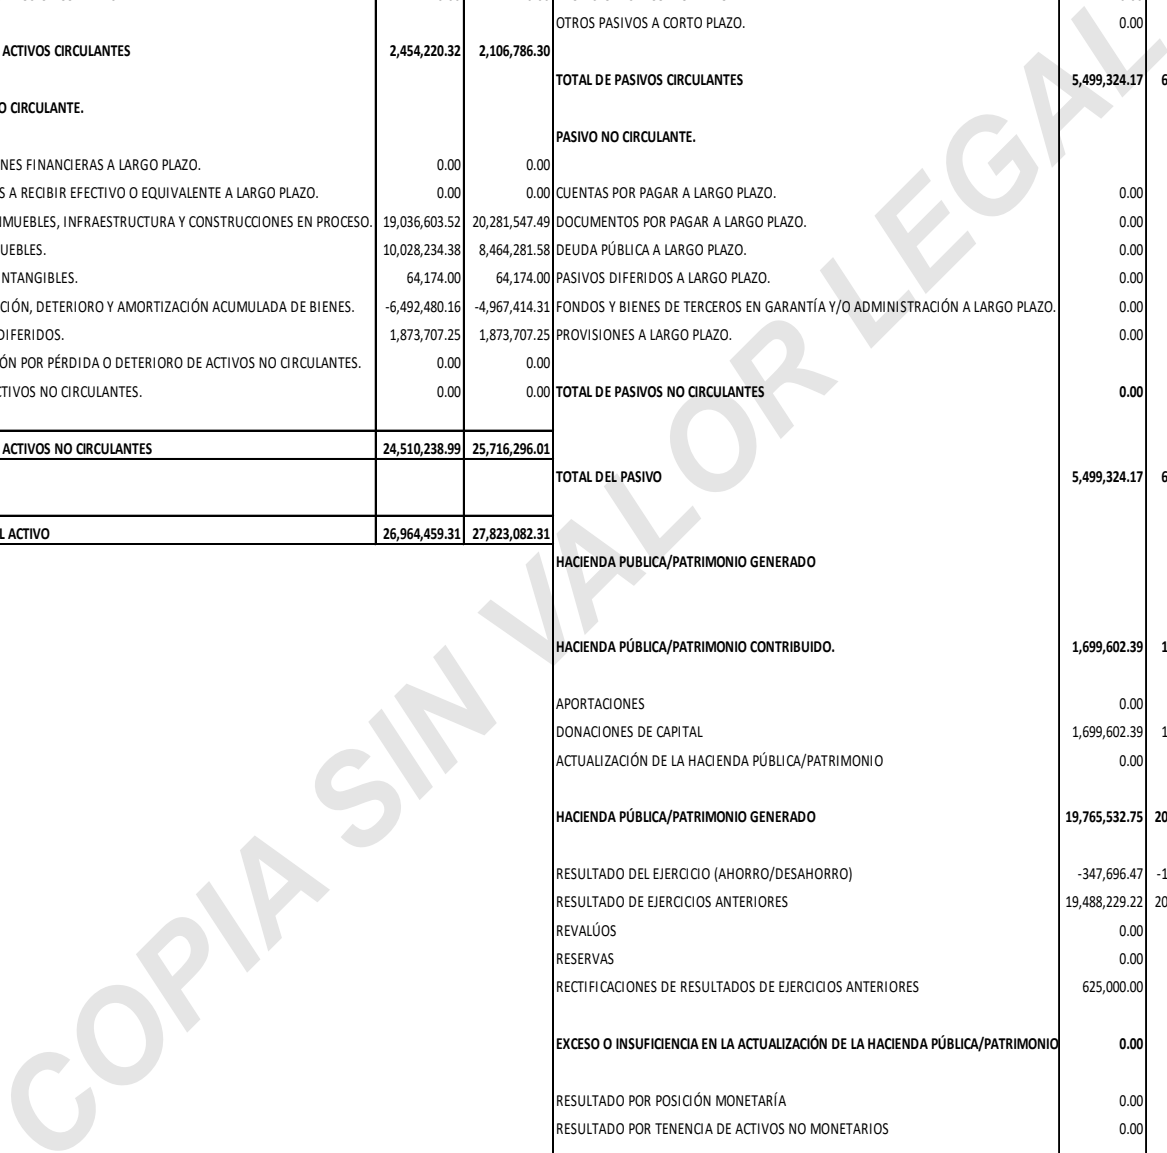 OTROS PASIVOS A CORTO PLAZO. 0.00
ACTIVOS CIRCULANTES 2,454,220.32 2,106,786.30
TOTAL DE PASIVOS CIRCULANTES 5,499,324.17 6
O CIRCULANTE.
PASIVO NO CIRCULANTE.
NES FINANCIERAS A LARGO PLAZO. 0.00 0.00
S A RECIBIR EFECTIVO O EQUIVALENTE A LARGO PLAZO. 0.00 0.00 CUENTAS POR PAGAR A LARGO PLAZO. 0.00
NMUEBLES, INFRAESTRUCTURA Y CONSTRUCCIONES EN PROCESO. 19,036,603.52 20,281,547.49 DOCUMENTOS POR PAGAR A LARGO PLAZO. 0.00
UEBLES. 10,028,234.38 8,464,281.58 DEUDA PÚBLICA A LARGO PLAZO. 0.00
NTANGIBLES. 64,174.00 64,174.00 PASIVOS DIFERIDOS A LARGO PLAZO. 0.00
CIÓN, DETERIORO Y AMORTIZACIÓN ACUMULADA DE BIENES. -6,492,480.16 -4,967,414.31 FONDOS Y BIENES DE TERCEROS EN GARANTÍA Y/O ADMINISTRACIÓN A LARGO PLAZO. 0.00
DIFERIDOS. 1,873,707.25 1,873,707.25 PROVISIONES A LARGO PLAZO. 0.00
ÓN POR PÉRDIDA O DETERIORO DE ACTIVOS NO CIRCULANTES. 0.00 0.00
CTIVOS NO CIRCULANTES. 0.00 0.00 TOTAL DE PASIVOS NO CIRCULANTES 0.00
ACTIVOS NO CIRCULANTES 24,510,238.99 25,716,296.01
TOTAL DEL PASIVO 5,499,324.17 6
L ACTIVO 26,964,459.31 27,823,082.31
HACIENDA PUBLICA/PATRIMONIO GENERADO
HACIENDA PÚBLICA/PATRIMONIO CONTRIBUIDO. 1,699,602.39 1
APORTACIONES 0.00
DONACIONES DE CAPITAL 1,699,602.39 1
ACTUALIZACIÓN DE LA HACIENDA PÚBLICA/PATRIMONIO 0.00
HACIENDA PÚBLICA/PATRIMONIO GENERADO 19,765,532.75 20
RESULTADO DEL EJERCICIO (AHORRO/DESAHORRO) -347,696.47 -1
RESULTADO DE EJERCICIOS ANTERIORES 19,488,229.22 20
REVALÚOS 0.00
RESERVAS 0.00
RECTIFICACIONES DE RESULTADOS DE EJERCICIOS ANTERIORES 625,000.00
EXCESO O INSUFICIENCIA EN LA ACTUALIZACIÓN DE LA HACIENDA PÚBLICA/PATRIMONIO 0.00
RESULTADO POR POSICIÓN MONETARÍA 0.00
RESULTADO POR TENENCIA DE ACTIVOS NO MONETARIOS 0.00
COPIA SIN VALOR LEGAL